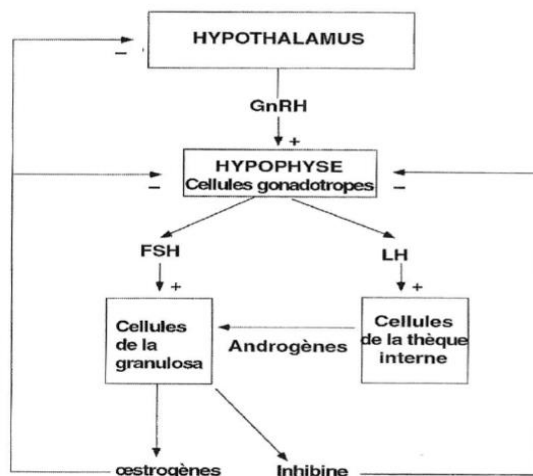 HYPOTHALAMUS
–
GnRH
+
HYPOPHYSE
Cellules gonadotropes
– –
FSH LH
+ +
Cellules
de la
granulosa
Androgènes
Cellules
de la thèque
interne
œstrogènes Inhibine